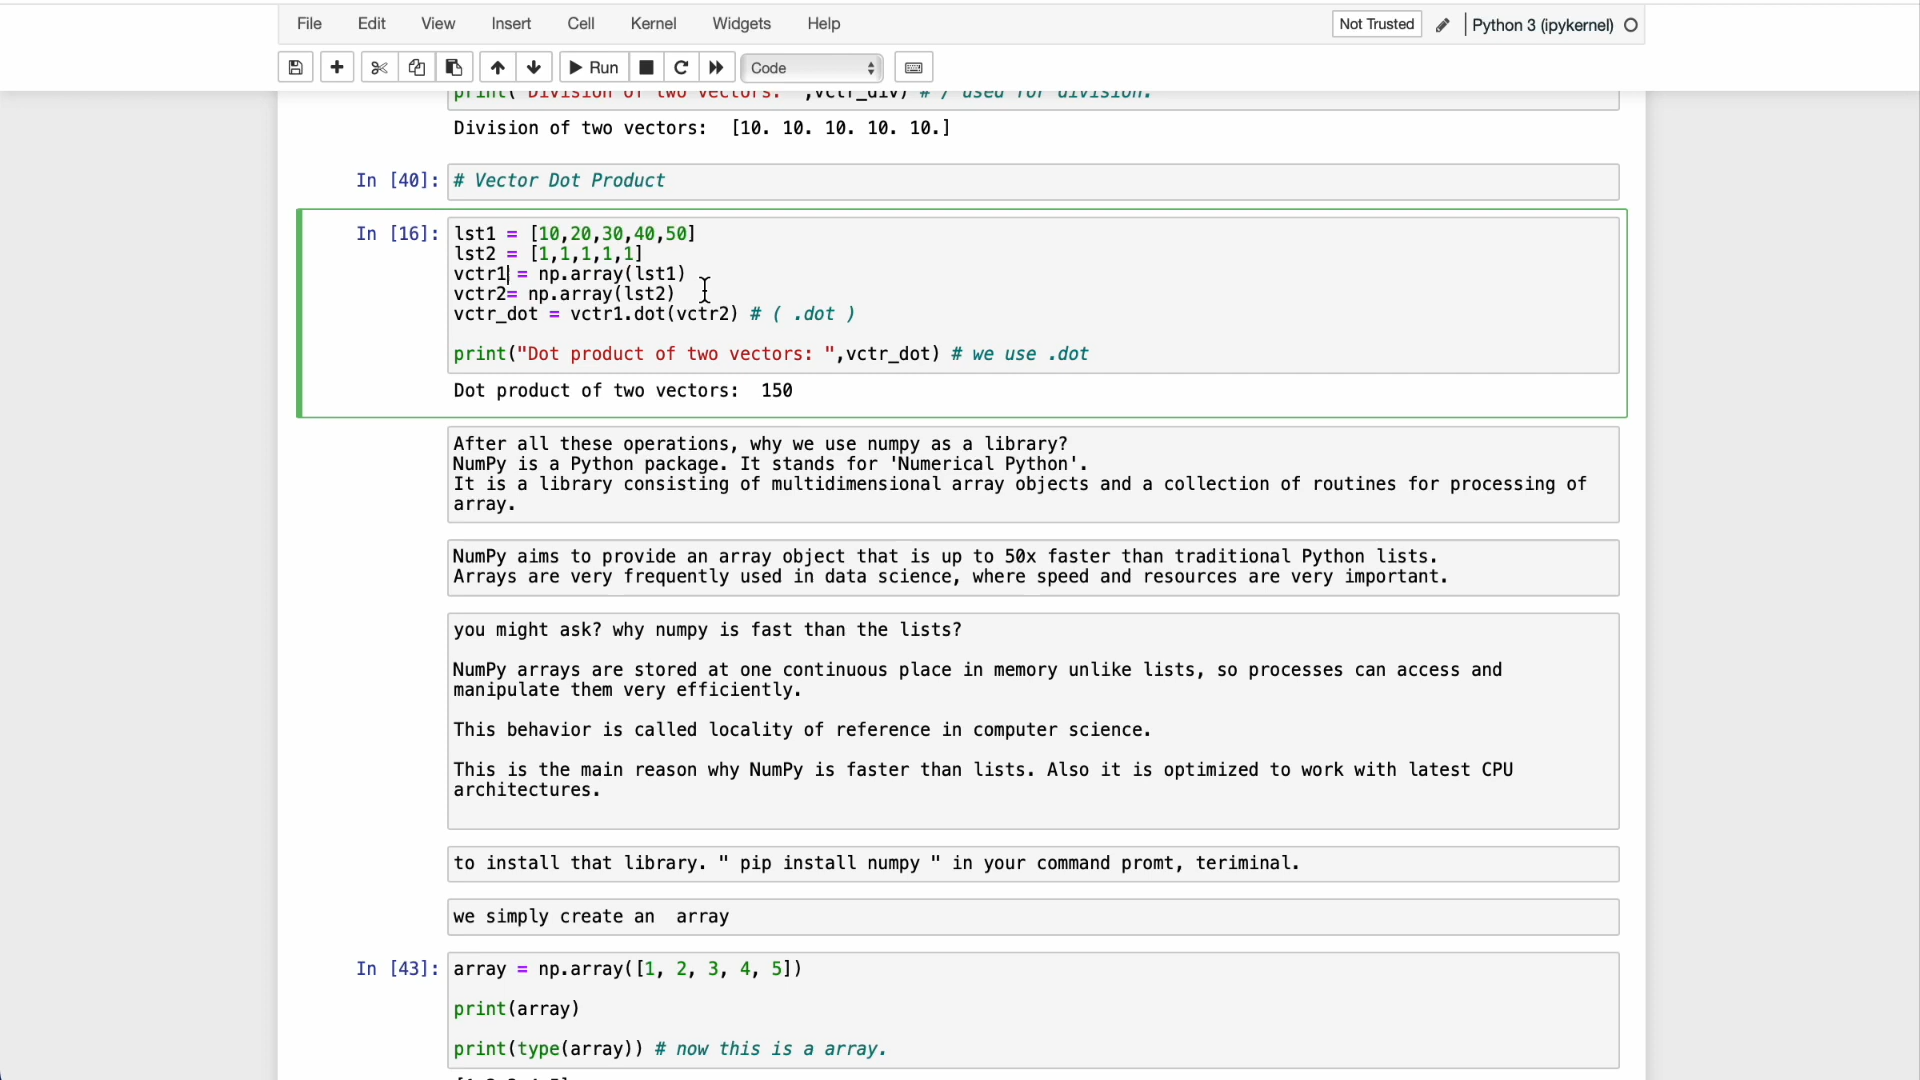 File Edit View Insert Cell Kernel Widgets Help Not Trusted Python 3 (ipykernel)
Run Code
print("Division of two vectors: ",vctr_div) # / used for division.
Division of two vectors:  [10. 10. 10. 10. 10.]
In [40]: # Vector Dot Product
In [16]: lst1 = [10,20,30,40,50]
lst2 = [1,1,1,1,1]
vctr1 = np.array(lst1)
vctr2= np.array(lst2)
vctr_dot = vctr1.dot(vctr2) # ( .dot )
print("Dot product of two vectors: ",vctr_dot) # we use .dot
Dot product of two vectors:  150
After all these operations, why we use numpy as a library?
NumPy is a Python package. It stands for 'Numerical Python'.
It is a library consisting of multidimensional array objects and a collection of routines for processing of
array.
NumPy aims to provide an array object that is up to 50x faster than traditional Python lists.
Arrays are very frequently used in data science, where speed and resources are very important.
you might ask? why numpy is fast than the lists?
NumPy arrays are stored at one continuous place in memory unlike lists, so processes can access and
manipulate them very efficiently.
This behavior is called locality of reference in computer science.
This is the main reason why NumPy is faster than lists. Also it is optimized to work with latest CPU
architectures.
to install that library. " pip install numpy " in your command promt, teriminal.
we simply create an  array
In [43]: array = np.array([1, 2, 3, 4, 5])
print(array)
print(type(array)) # now this is a array.